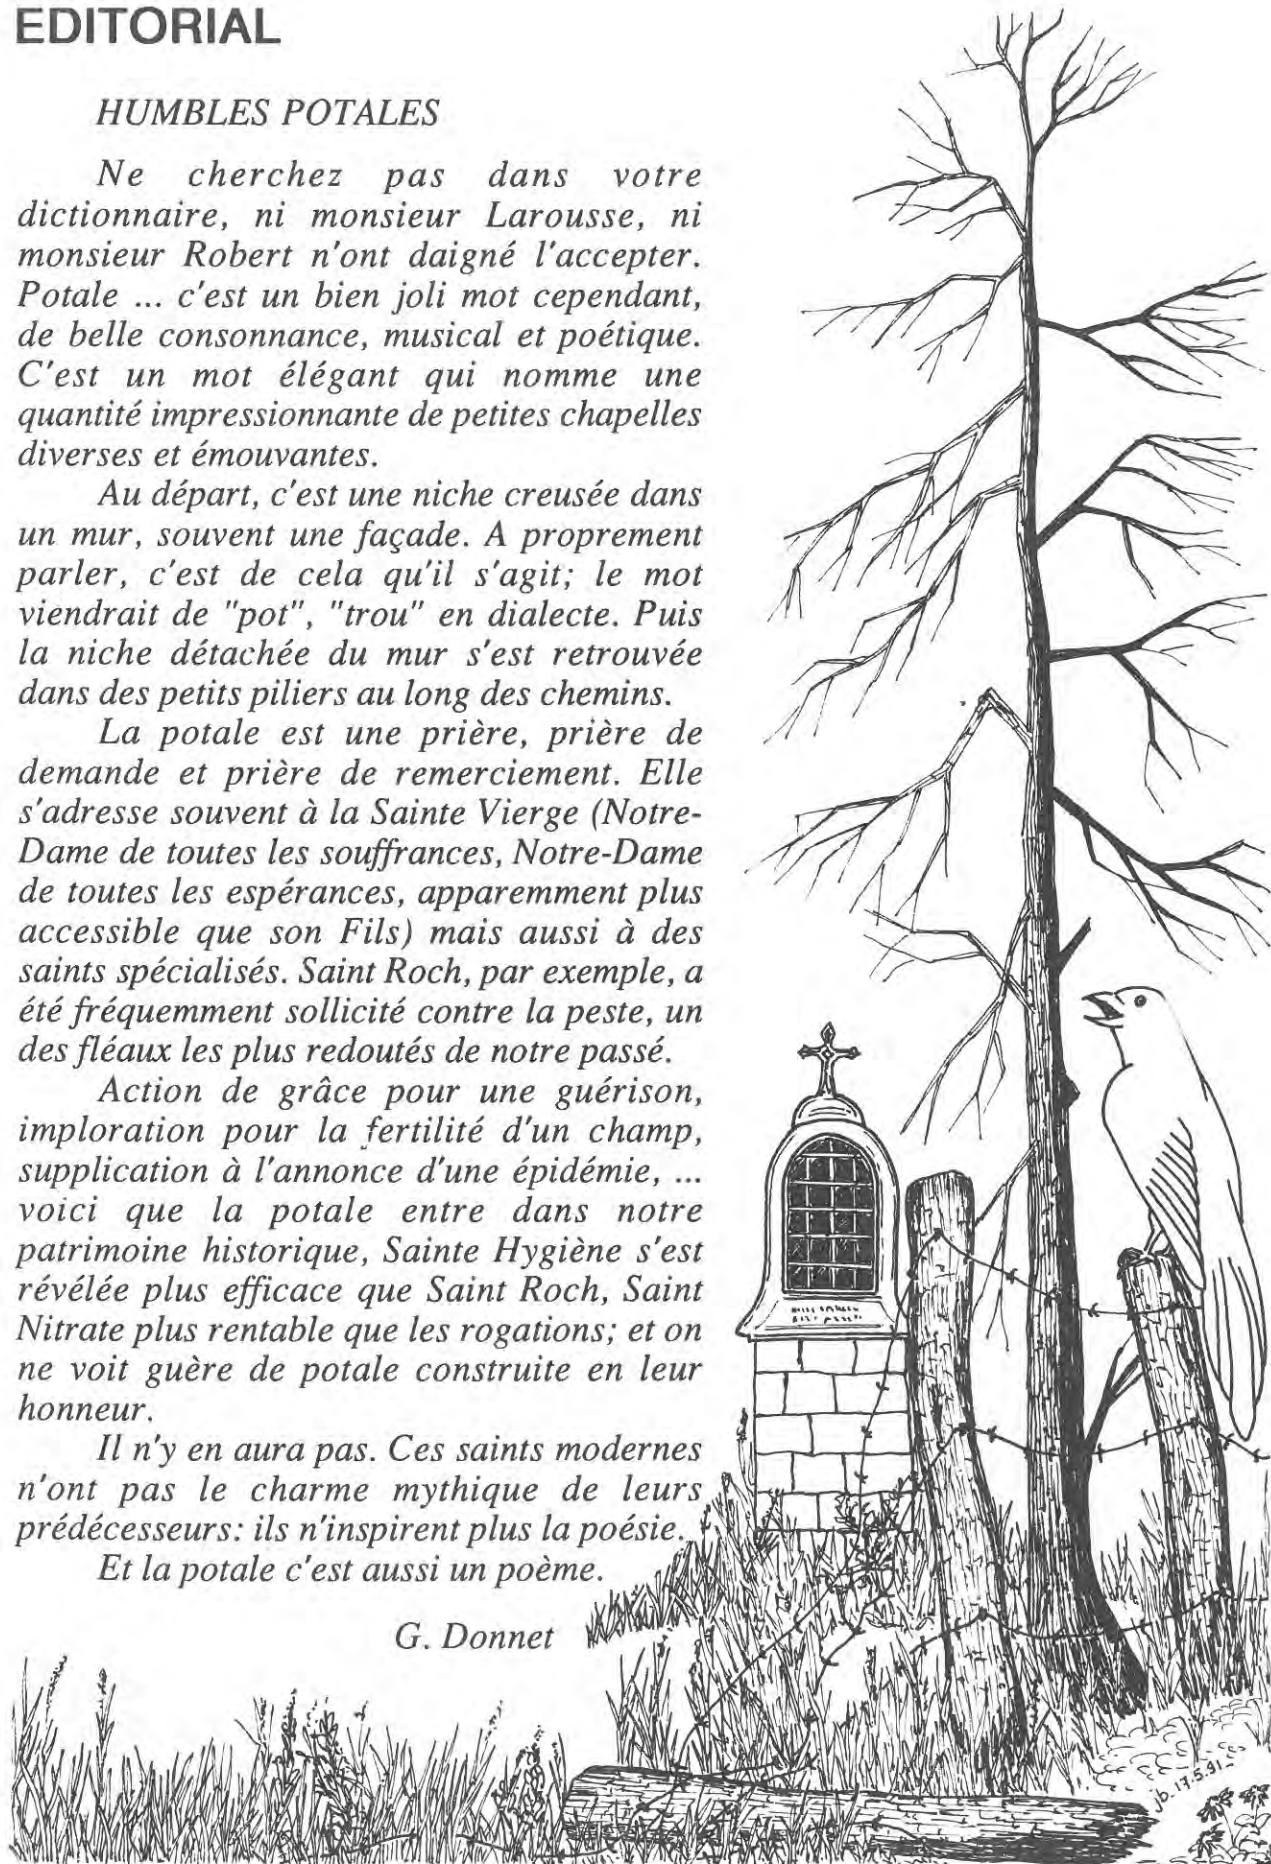 EDITORIAL
HUMBLES POTALES
Ne cherchez pas dans votre
dictionnaire, ni monsieur Larousse, ni
monsieur Robert n'ont daigné l'accepter.
Potale ... c'est un bien joli mot cependant,
de belle consonnance, musical et poétique.
C'est un mot élégant qui nomme une
quantité impressionnante de petites chapelles
diverses et émouvantes.
Au départ, c'est une niche creusée dans
un mur, souvent une façade. A proprement
parler, c'est de cela qu'il s'agit; le mot
viendrait de "pot", "trou" en dialecte. Puis
la niche détachée du mur s'est retrouvée
dans des petits piliers au long des chemins.
La potale est une prière, prière de
demande et prière de remerciement. Elle
s'adresse souvent à la Sainte Vierge (Notre-
Dame de toutes les souffrances, Notre-Dame
de toutes les espérances, apparemment plus
accessible que son Fils) mais aussi à des
saints spécialisés. Saint Roch, par exemple, a
été fréquemment sollicité contre la peste, un
des fléaux les plus redoutés de notre passé.
Action de grâce pour une guérison,
imploration pour la fertilité d'un champ,
supplication à l'annonce d'une épidémie, ...
voici que la potale entre dans notre
patrimoine historique, Sainte Hygiène s'est
révélée plus efficace que Saint Roch, Saint
Nitrate plus rentable que les rogations; et on
ne voit guère de potale construite en leur
honneur.
Il n'y en aura pas. Ces saints modernes
n'ont pas le charme mythique de leurs
prédécesseurs: ils n'inspirent plus la poésie.
Et la potale c'est aussi un poème.
G. Donnet
jb.17.5.91